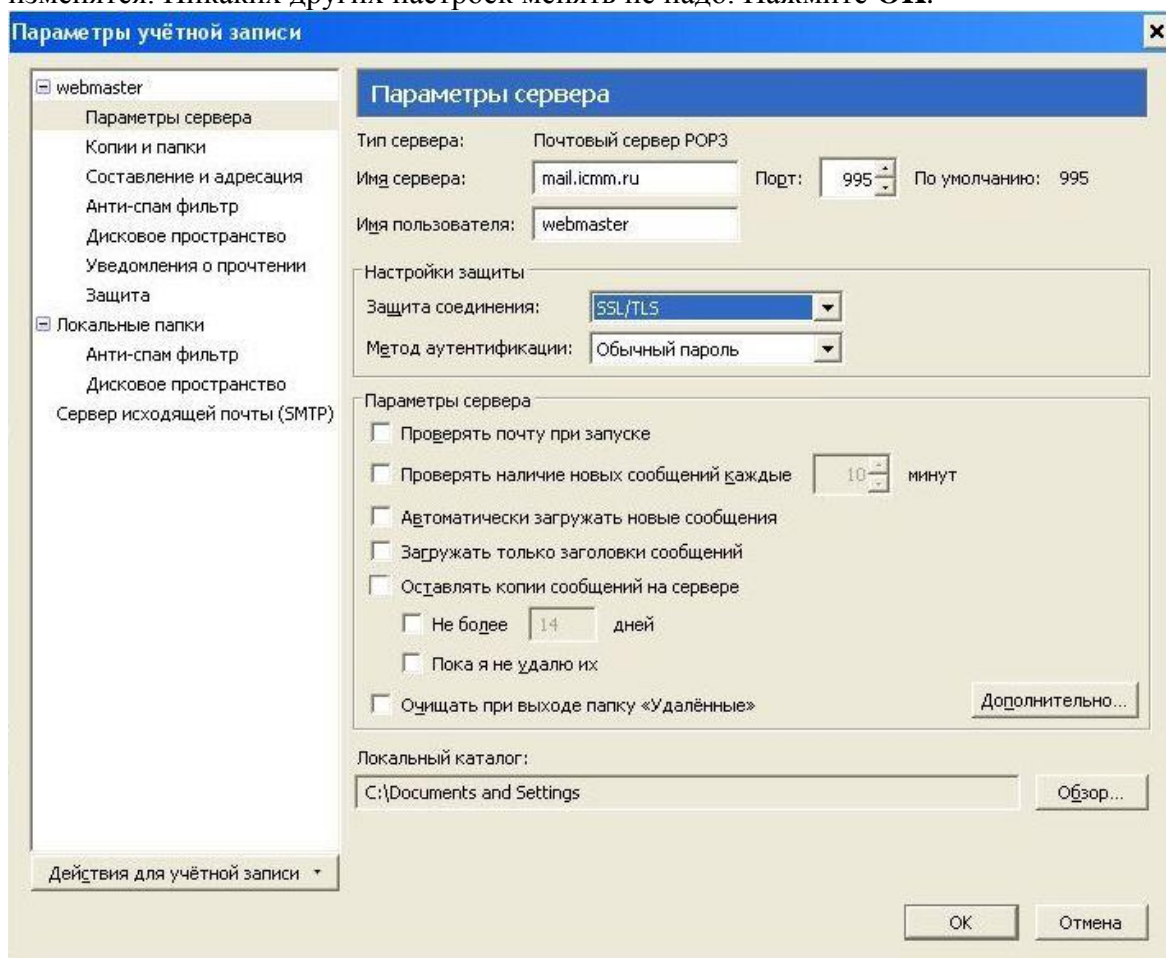 изменятся. Никаких других настроек менять не надо. Нажмите ОК.
Параметры учётной записи
webmaster
Параметры сервера
Копии и папки
Составление и адресация
Анти-спам фильтр
Дисковое пространство
Уведомления о прочтении
Защита
Локальные папки
Анти-спам фильтр
Дисковое пространство
Сервер исходящей почты (SMTP)
Действия для учётной записи
Параметры сервера
Тип сервера: Почтовый сервер POP3
Имя сервера: mail.icmm.ru Порт: 995 По умолчанию: 995
Имя пользователя: webmaster
Настройки защиты
Защита соединения: SSL/TLS
Метод аутентификации: Обычный пароль
Параметры сервера
Проверять почту при запуске
Проверять наличие новых сообщений каждые 10 минут
Автоматически загружать новые сообщения
Загружать только заголовки сообщений
Оставлять копии сообщений на сервере
Не более 14 дней
Пока я не удалю их
Очищать при выходе папку «Удалённые»
Дополнительно...
Локальный каталог:
C:\Documents and Settings Обзор...
ОК Отмена